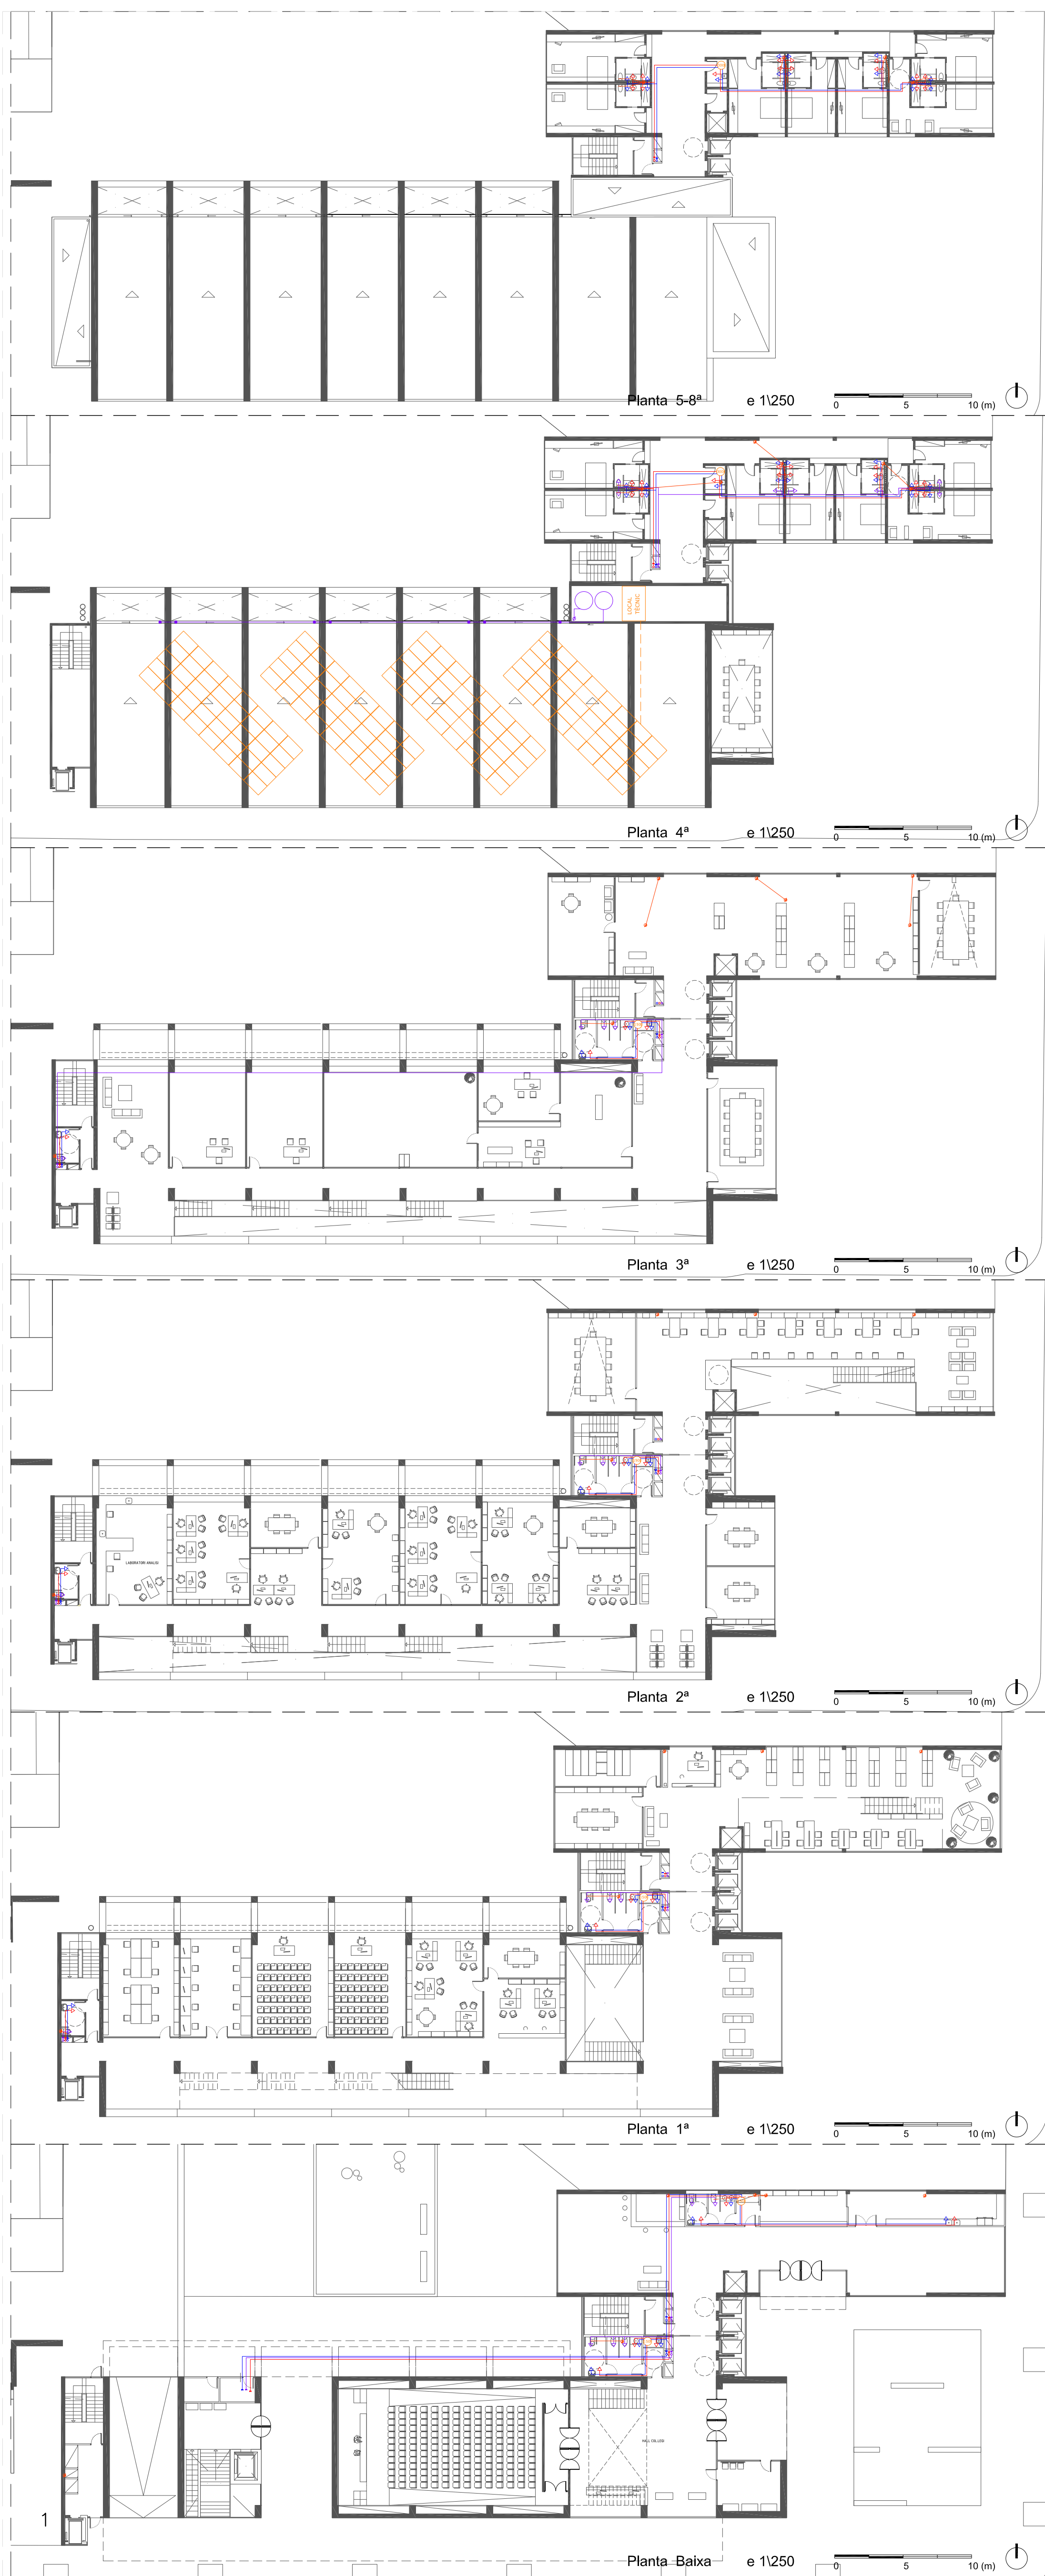 Planta 5-8ª e 1\250 0 5 10 (m)
LOCAL
TÈCNIC
Planta 4ª e 1\250 0 5 10 (m)
Planta 3ª e 1\250 0 5 10 (m)
LABORATORI ANALISI
Planta 2ª e 1\250 0 5 10 (m)
Planta 1ª e 1\250 0 5 10 (m)
1
Planta Baixa e 1\250 0 5 10 (m)